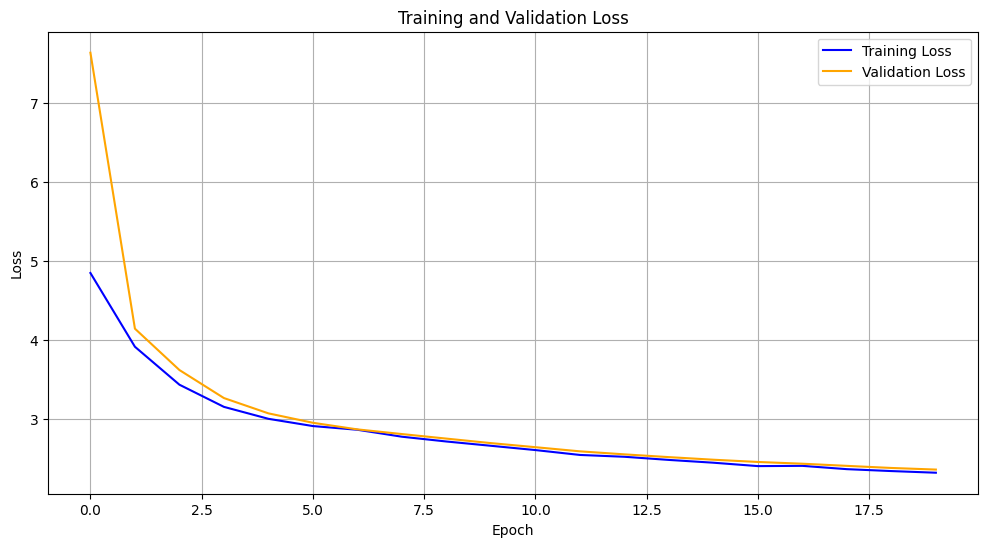 Training and Validation Loss
Training Loss
Validation Loss
7
6
5
4
3
Loss
0.0 2.5 5.0 7.5 10.0 12.5 15.0 17.5
Epoch